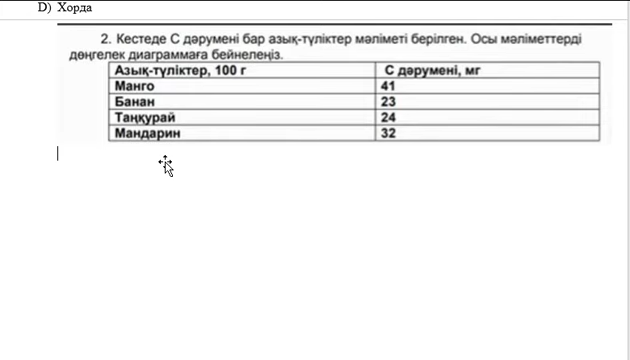 D) Хорда
2. Кестеде С дәрумені бар азық-түліктер мәліметі берілген. Осы мәліметтерді
дөңгелек диаграммаға бейнелеңіз.
Азық-түліктер, 100 г С дәрумені, мг
Манго 41
Банан 23
Таңқурай 24
Мандарин 32